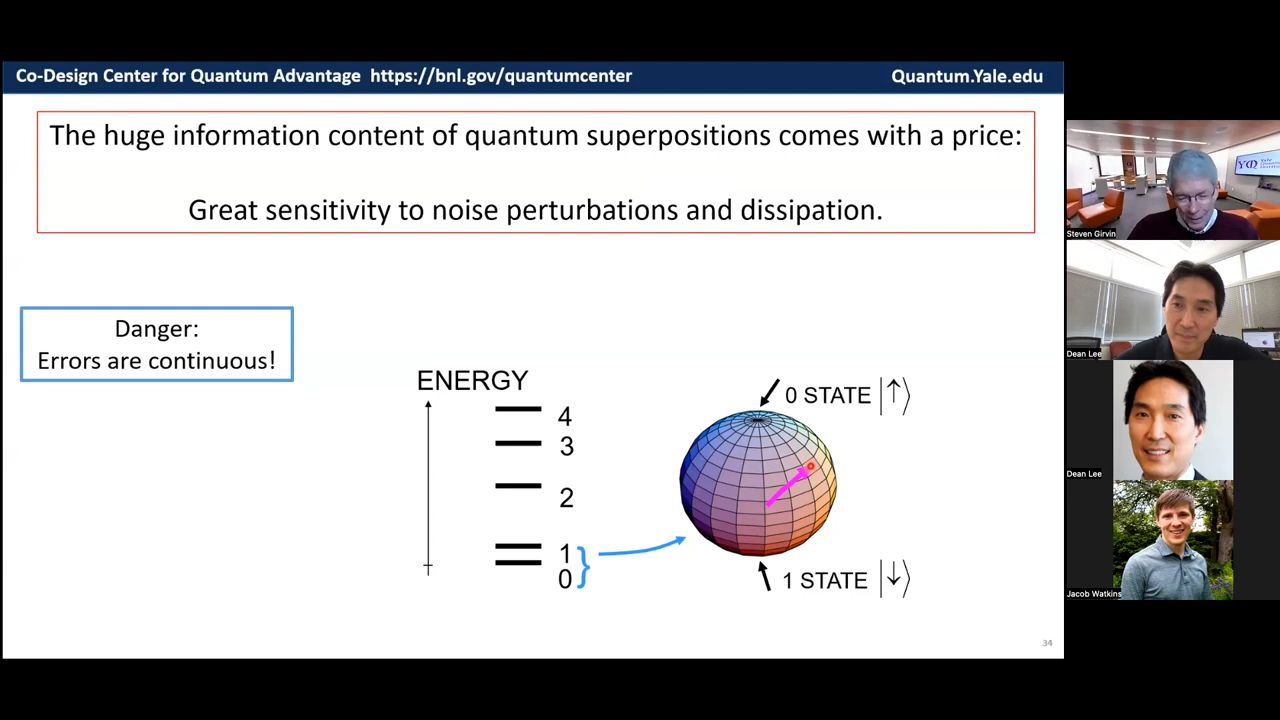 Co-Design Center for Quantum Advantage https://bnl.gov/quantumcenter
Quantum.Yale.edu
The huge information content of quantum superpositions comes with a price:
Great sensitivity to noise perturbations and dissipation.
Danger:
Errors are continuous!
ENERGY
4
3
2
1
0
0 STATE |↑⟩
1 STATE |↓⟩
34
Steven Girvin
Dean Lee
Dean Lee
Jacob Watkins